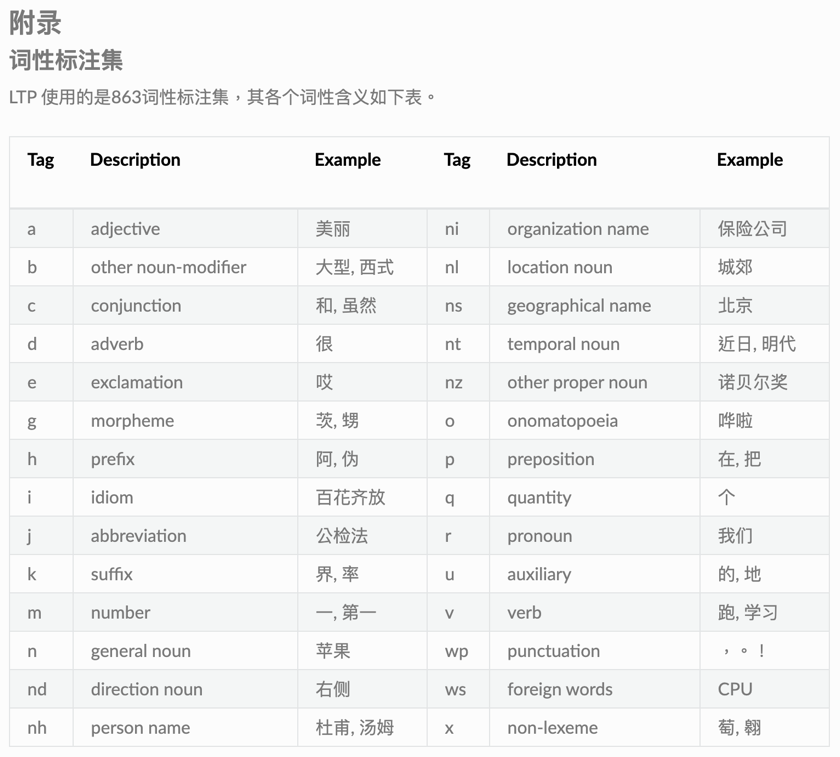 附录
词性标注集
LTP 使用的是863词性标注集，其各个词性含义如下表。
Tag Description Example Tag Description Example
a adjective 美丽 ni organization name 保险公司
b other noun-modifier 大型, 西式 nl location noun 城郊
c conjunction 和, 虽然 ns geographical name 北京
d adverb 很 nt temporal noun 近日, 明代
e exclamation 哎 nz other proper noun 诺贝尔奖
g morpheme 茨, 甥 o onomatopoeia 哗啦
h prefix 阿, 伪 p preposition 在, 把
i idiom 百花齐放 q quantity 个
j abbreviation 公检法 r pronoun 我们
k suffix 界, 率 u auxiliary 的, 地
m number 一, 第一 v verb 跑, 学习
n general noun 苹果 wp punctuation ，。！
nd direction noun 右侧 ws foreign words CPU
nh person name 杜甫, 汤姆 x non-lexeme 萄, 翱